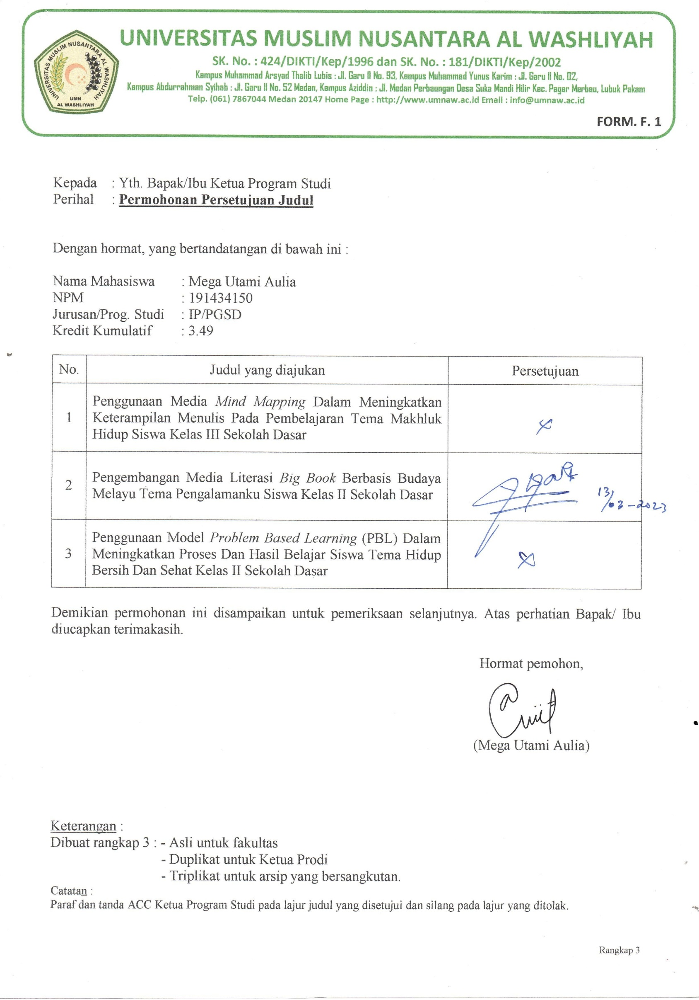 UNIVERSITAS MUSLIM NUSANTARA AL WASHLIYAH
SK. No. : 424/DIKTI/Kep/1996 dan SK. No. : 181/DIKTI/Kep/2002
Kampus Muhammad Arsyad Thalib Lubis : Jl. Garu II No. 93, Kampus Muhammad Yunus Karim : Jl. Garu II No. 02,
Kampus Abdurrahman Syihab : Jl. Garu II No. 52 Medan, Kampus Aziddin : Jl. Medan Perbaungan Desa Suka Mandi Hilir Kec. Pagar Merbau, Lubuk Pakam
Telp. (061) 7867044 Medan 20147 Home Page : http://www.umnaw.ac.id Email : info@umnaw.ac.id
UNIVERSITAS MUSLIM NUSANTARA AL WASHLIYAH
UMN
AL WASHLIYAH
FORM. F. 1
Kepada : Yth. Bapak/Ibu Ketua Program Studi
Perihal : Permohonan Persetujuan Judul
Dengan hormat, yang bertandatangan di bawah ini :
Nama Mahasiswa : Mega Utami Aulia
NPM : 191434150
Jurusan/Prog. Studi : IP/PGSD
Kredit Kumulatif : 3.49
No. Judul yang diajukan Persetujuan
1 Penggunaan Media Mind Mapping Dalam Meningkatkan
Keterampilan Menulis Pada Pembelajaran Tema Makhluk
Hidup Siswa Kelas III Sekolah Dasar
2 Pengembangan Media Literasi Big Book Berbasis Budaya
Melayu Tema Pengalamanku Siswa Kelas II Sekolah Dasar
13/03-2023
3 Penggunaan Model Problem Based Learning (PBL) Dalam
Meningkatkan Proses Dan Hasil Belajar Siswa Tema Hidup
Bersih Dan Sehat Kelas II Sekolah Dasar
Demikian permohonan ini disampaikan untuk pemeriksaan selanjutnya. Atas perhatian Bapak/ Ibu
diucapkan terimakasih.
Hormat pemohon,
(Mega Utami Aulia)
Keterangan :
Dibuat rangkap 3 : - Asli untuk fakultas
- Duplikat untuk Ketua Prodi
- Triplikat untuk arsip yang bersangkutan.
Catatan :
Paraf dan tanda ACC Ketua Program Studi pada lajur judul yang disetujui dan silang pada lajur yang ditolak.
Rangkap 3